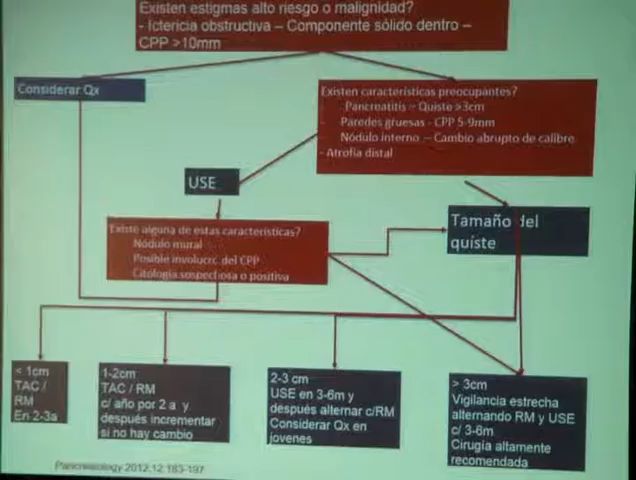 Existen estigmas alto riesgo o malignidad?
- Ictericia obstructiva – Componente sólido dentro –
CPP >10mm
Considerar Qx
Existen características preocupantes?
Pancreatitis – Quiste >3cm
- Paredes gruesas - CPP 5-9mm
Nódulo interno – Cambio abrupto de calibre
- Atrofia distal
USE
Existe alguna de estas características?
Nódulo mural
Posible involucrc del CPP
Citología sospechosa o positiva
Tamaño del
quiste
< 1cm
TAC /
RM
En 2-3a
1-2cm
TAC / RM
c/ año por 2 a y
después incrementar
si no hay cambio
2-3 cm
USE en 3-6m y
después alternar c/RM
Considerar Qx en
jovenes
> 3cm
Vigilancia estrecha
alternando RM y USE
c/ 3-6m
Cirugía altamente
recomendada
Pancreatology 2012;12:183-197